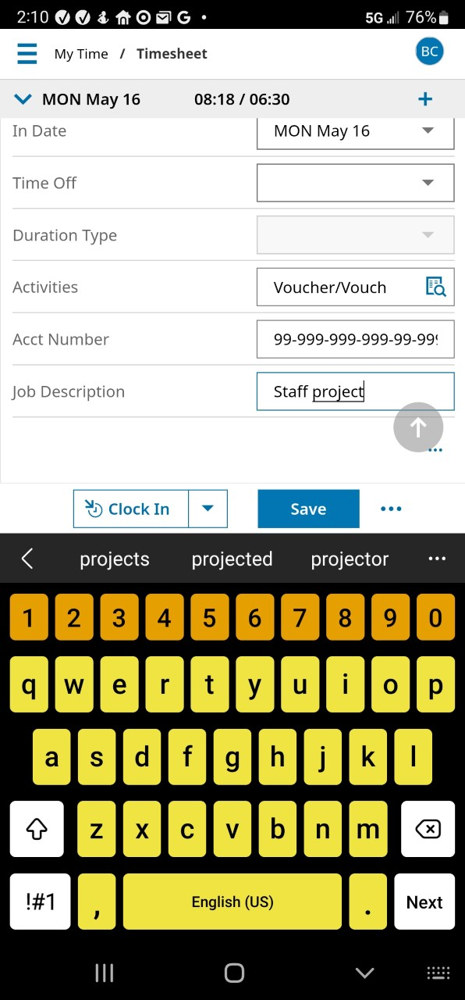 2:10 G • 5G 76%
My Time / Timesheet BC
MON May 16 08:18 / 06:30 +
In Date MON May 16
Time Off
Duration Type
Activities Voucher/Vouch
Acct Number 99-999-999-999-99-999
Job Description Staff project
...
Clock In Save ...
projects projected projector ...
1 2 3 4 5 6 7 8 9 0
q w e r t y u i o p
a s d f g h j k l
z x c v b n m
!#1 , English (US) . Next